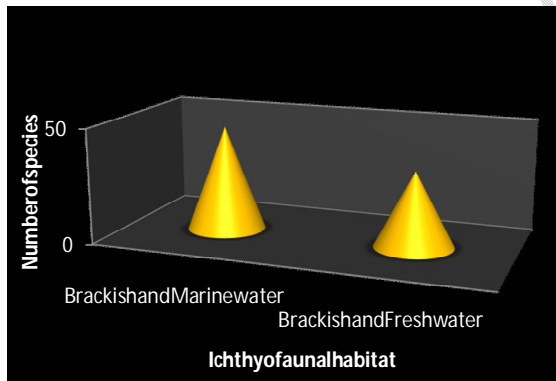 Numberofspecies
50
0
BrackishandMarinewater
BrackishandFreshwater
Ichthyofaunalhabitat